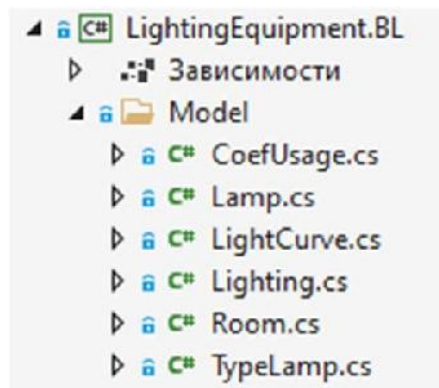 C# LightingEquipment.BL
Зависимости
Model
C# CoefUsage.cs
C# Lamp.cs
C# LightCurve.cs
C# Lighting.cs
C# Room.cs
C# TypeLamp.cs